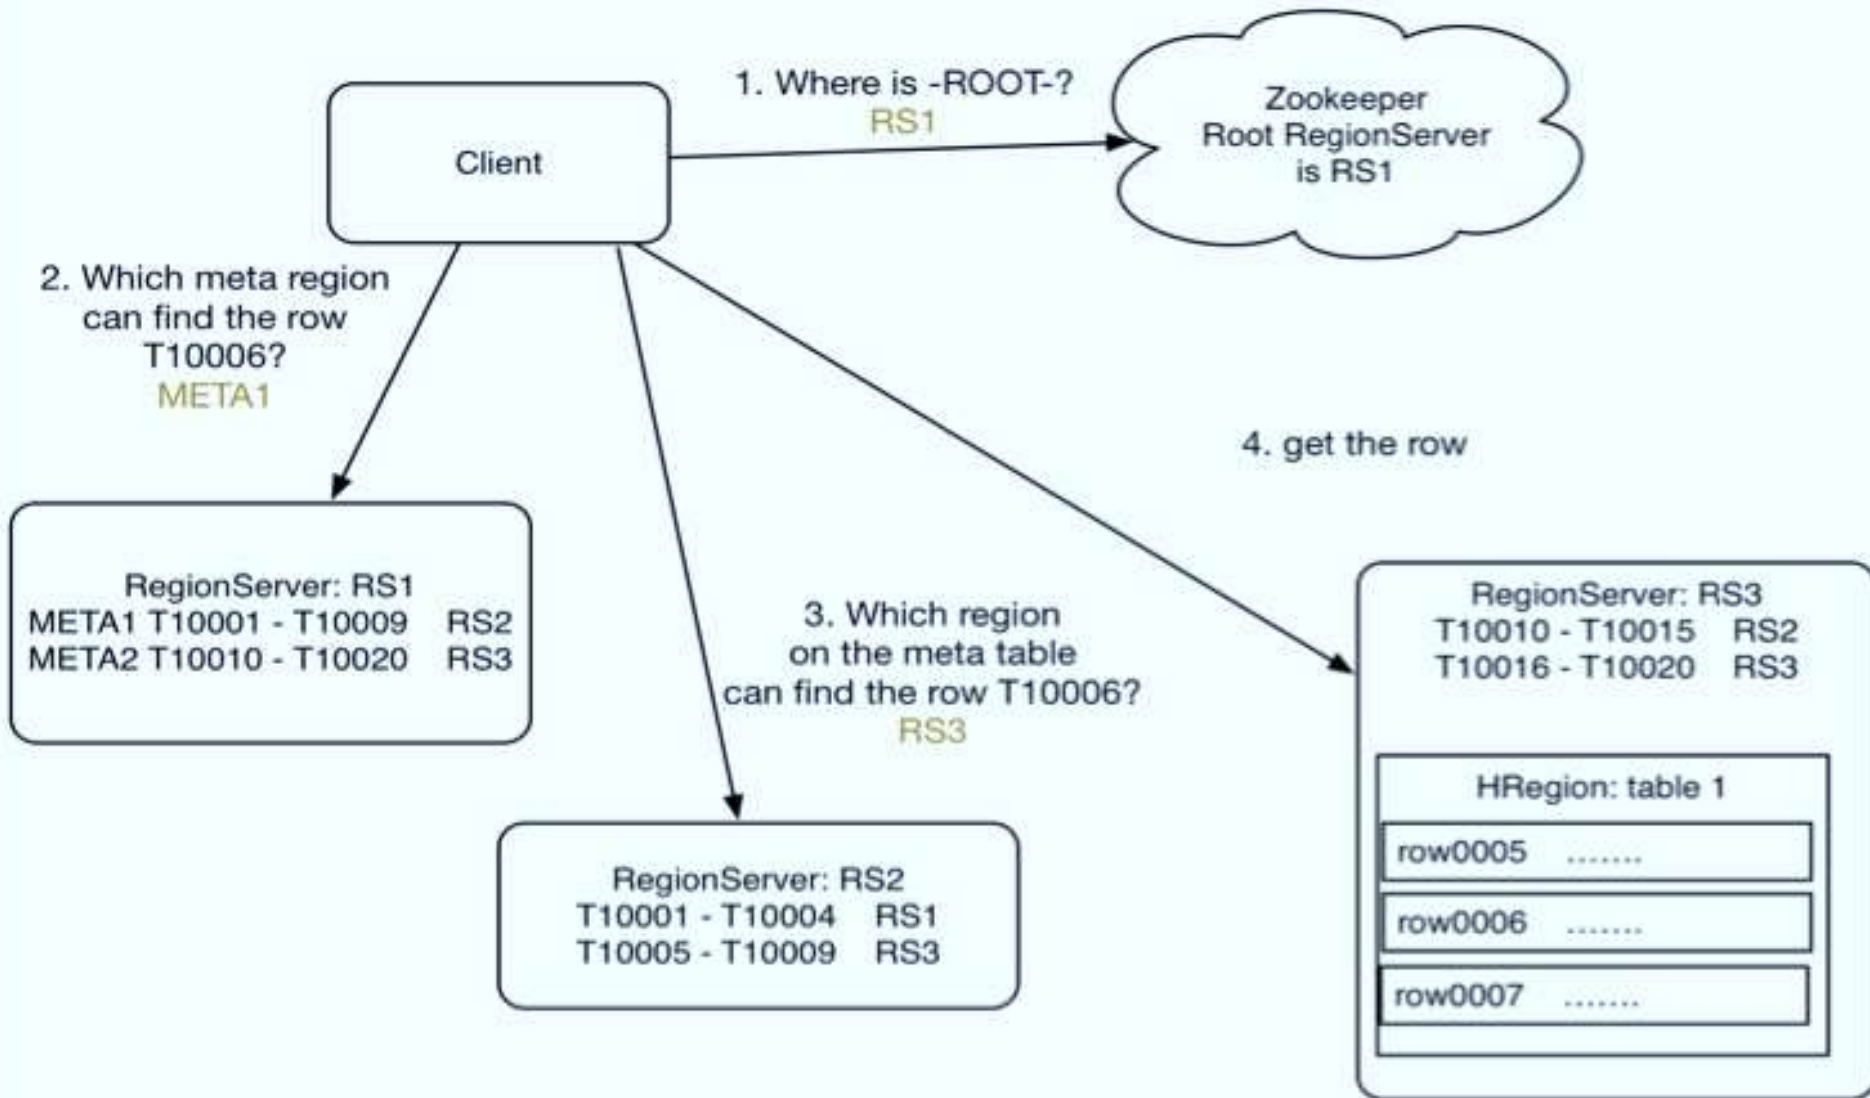 1. Where is -ROOT-?
RS1
Zookeeper
Root RegionServer
is RS1
Client
2. Which meta region
can find the row
T10006?
META1
4. get the row
RegionServer: RS1
META1 T10001 - T10009 RS2
META2 T10010 - T10020 RS3
3. Which region
on the meta table
can find the row T10006?
RS3
RegionServer: RS3
T10010 - T10015 RS2
T10016 - T10020 RS3
HRegion: table 1
row0005 .......
row0006 .......
row0007 .......
RegionServer: RS2
T10001 - T10004 RS1
T10005 - T10009 RS3